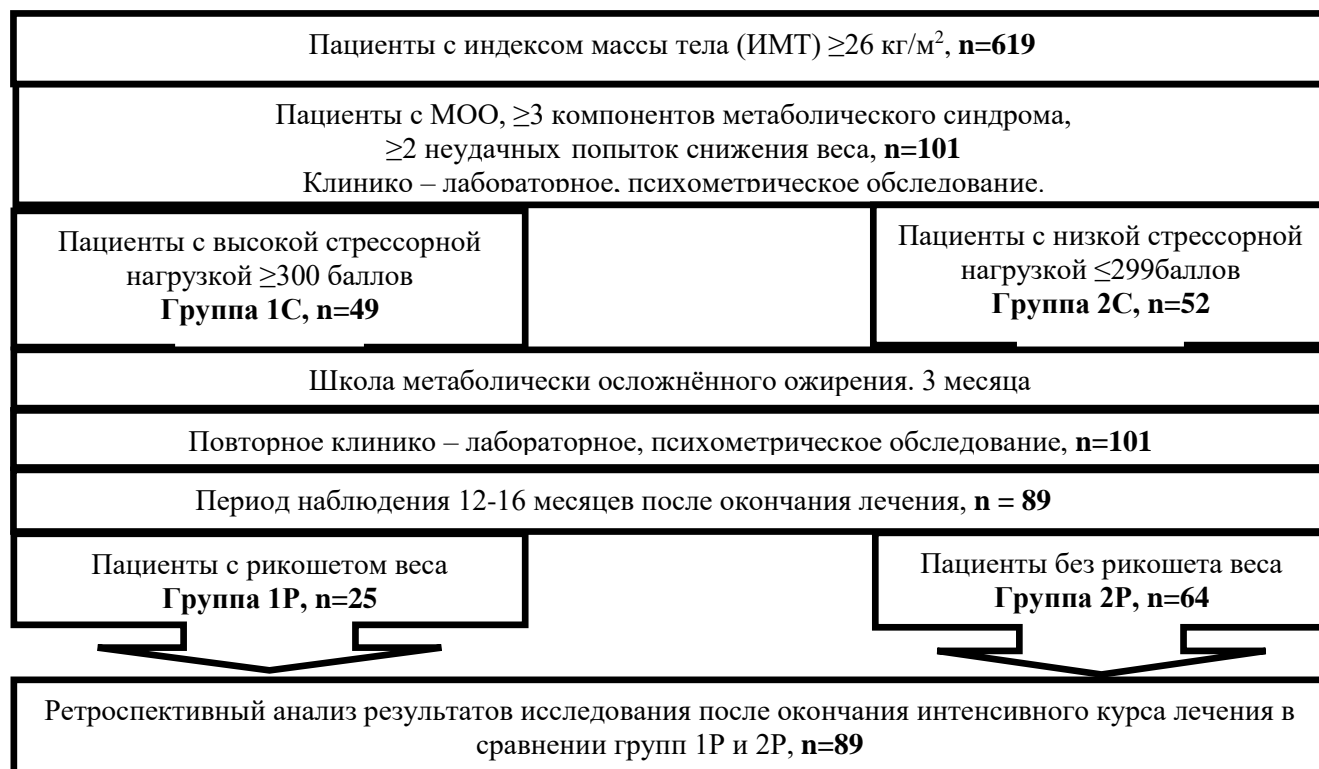 Пациенты с индексом массы тела (ИМТ) ≥26 кг/м², n=619
Пациенты с МОО, ≥3 компонентов метаболического синдрома,
≥2 неудачных попыток снижения веса, n=101
Клинико – лабораторное, психометрическое обследование.
Пациенты с высокой стрессорной
нагрузкой ≥300 баллов
Группа 1С, n=49
Пациенты с низкой стрессорной
нагрузкой ≤299баллов
Группа 2С, n=52
Школа метаболически осложнённого ожирения. 3 месяца
Повторное клинико – лабораторное, психометрическое обследование, n=101
Период наблюдения 12-16 месяцев после окончания лечения, n = 89
Пациенты с рикошетом веса
Группа 1Р, n=25
Пациенты без рикошета веса
Группа 2Р, n=64
Ретроспективный анализ результатов исследования после окончания интенсивного курса лечения в
сравнении групп 1Р и 2Р, n=89